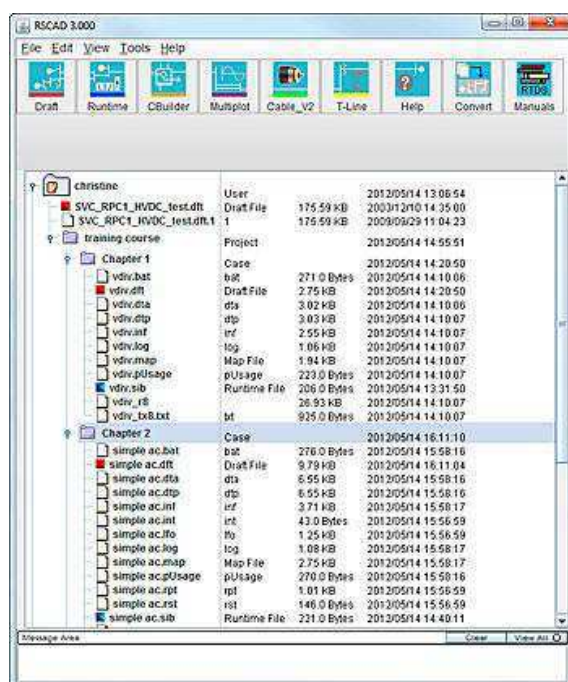 RSCAD 3.000
File Edit View Tools Help
Draft Runtime CBuilder Multiplot Cable_V2 T-Line Help Convert Manuals
RTDS
christine User 2012/05/14 13:06:54
SVC_RPC1_HVDC_test.dft Draft File 175.59 KB 2003/12/10 14:35:00
SVC_RPC1_HVDC_test.dft.1 1 175.59 KB 2009/09/29 11:04:23
training course Project 2012/05/14 14:55:51
Chapter 1 Case 2012/05/14 14:20:50
vdiv.bat bat 271.0 Bytes 2012/05/14 14:10:06
vdiv.dft Draft File 2.75 KB 2012/05/14 14:20:50
vdiv.dta dta 3.02 KB 2012/05/14 14:10:06
vdiv.dtp dtp 3.03 KB 2012/05/14 14:10:07
vdiv.inf inf 2.55 KB 2012/05/14 14:10:07
vdiv.log log 1.06 KB 2012/05/14 14:10:07
vdiv.map Map File 1.94 KB 2012/05/14 14:10:07
vdiv.pUsage pUsage 223.0 Bytes 2012/05/14 14:10:07
vdiv.sib Runtime File 206.0 Bytes 2012/05/14 13:31:50
vdiv_r8 26.93 KB 2012/05/14 14:10:07
vdiv_tx8.txt txt 925.0 Bytes 2012/05/14 14:10:07
Chapter 2 Case 2012/05/14 16:11:10
simple ac.bat bat 276.0 Bytes 2012/05/14 15:58:16
simple ac.dft Draft File 9.79 KB 2012/05/14 16:11:04
simple ac.dta dta 6.55 KB 2012/05/14 15:58:16
simple ac.dtp dtp 6.55 KB 2012/05/14 15:58:16
simple ac.inf inf 3.71 KB 2012/05/14 15:58:17
simple ac.int int 43.0 Bytes 2012/05/14 15:56:59
simple ac.lfo lfo 1.25 KB 2012/05/14 15:56:59
simple ac.log log 1.08 KB 2012/05/14 15:58:17
simple ac.map Map File 2.75 KB 2012/05/14 15:58:17
simple ac.pUsage pUsage 270.0 Bytes 2012/05/14 15:58:16
simple ac.rpt rpt 1.01 KB 2012/05/14 15:56:59
simple ac.rst rst 146.0 Bytes 2012/05/14 15:56:59
simple ac.sib Runtime File 221.0 Bytes 2012/05/14 14:40:11
Message Area Clear View All